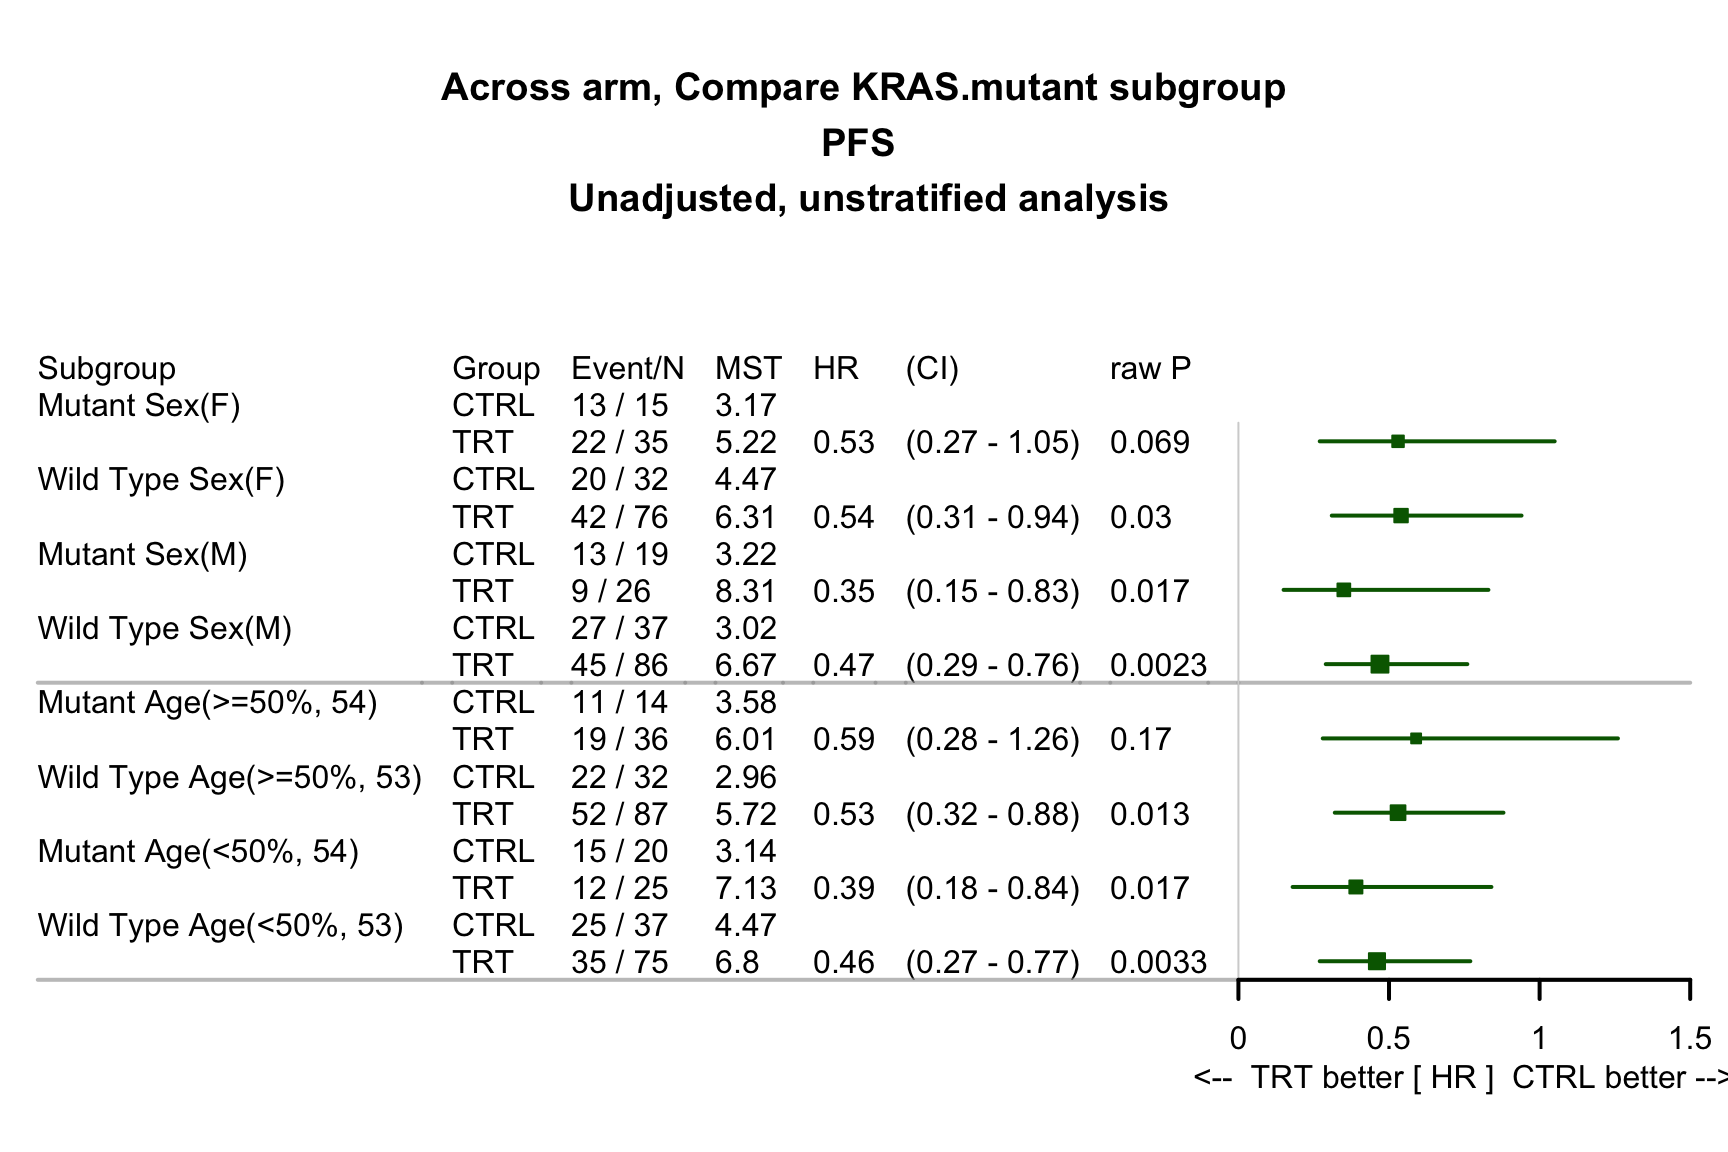 Across arm, Compare KRAS.mutant subgroup
PFS
Unadjusted, unstratified analysis
Subgroup Group Event/N MST HR (CI) raw P
Mutant Sex(F) CTRL 13 / 15 3.17
TRT 22 / 35 5.22 0.53 (0.27 - 1.05) 0.069
Wild Type Sex(F) CTRL 20 / 32 4.47
TRT 42 / 76 6.31 0.54 (0.31 - 0.94) 0.03
Mutant Sex(M) CTRL 13 / 19 3.22
TRT 9 / 26 8.31 0.35 (0.15 - 0.83) 0.017
Wild Type Sex(M) CTRL 27 / 37 3.02
TRT 45 / 86 6.67 0.47 (0.29 - 0.76) 0.0023
Mutant Age(>=50%, 54) CTRL 11 / 14 3.58
TRT 19 / 36 6.01 0.59 (0.28 - 1.26) 0.17
Wild Type Age(>=50%, 53) CTRL 22 / 32 2.96
TRT 52 / 87 5.72 0.53 (0.32 - 0.88) 0.013
Mutant Age(<50%, 54) CTRL 15 / 20 3.14
TRT 12 / 25 7.13 0.39 (0.18 - 0.84) 0.017
Wild Type Age(<50%, 53) CTRL 25 / 37 4.47
TRT 35 / 75 6.8 0.46 (0.27 - 0.77) 0.0033
0 0.5 1 1.5
<-- TRT better [ HR ] CTRL better -->